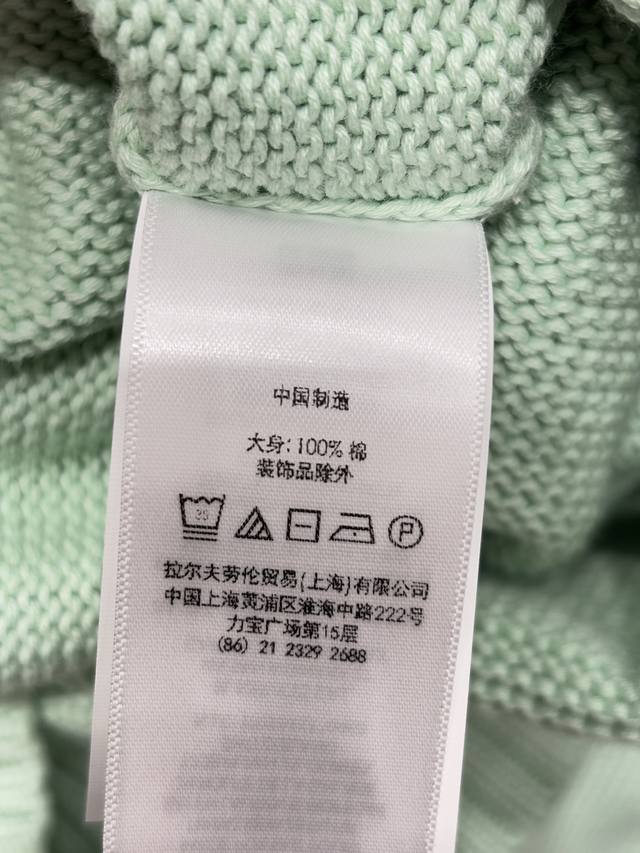 中国制造
大身: 100% 棉
装饰品除外
30
P
拉尔夫劳伦贸易(上海)有限公司
中国上海黄浦区淮海中路222号
力宝广场第15层
(86) 21 2329 2688